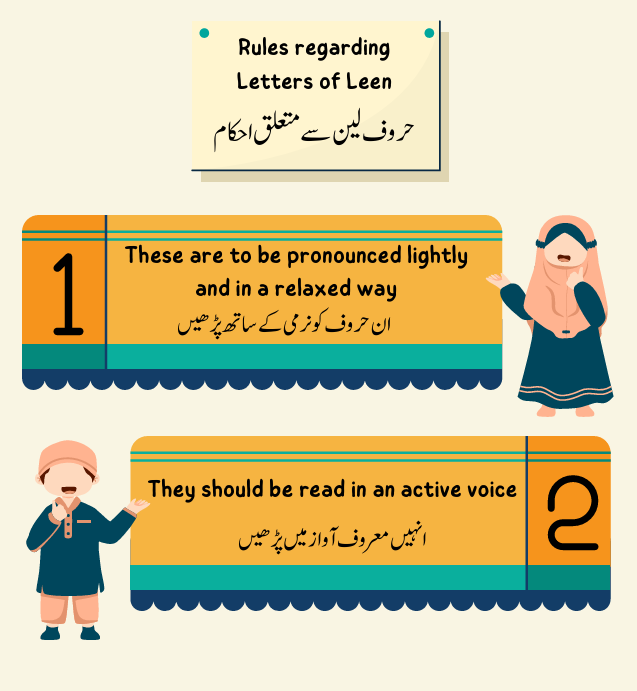 Rules regarding
Letters of Leen
حروف لین سے متعلق احکام
1
These are to be pronounced lightly
and in a relaxed way
ان حروف کو نرمی کے ساتھ پڑھیں
They should be read in an active voice
انہیں معروف آواز میں پڑھیں
2